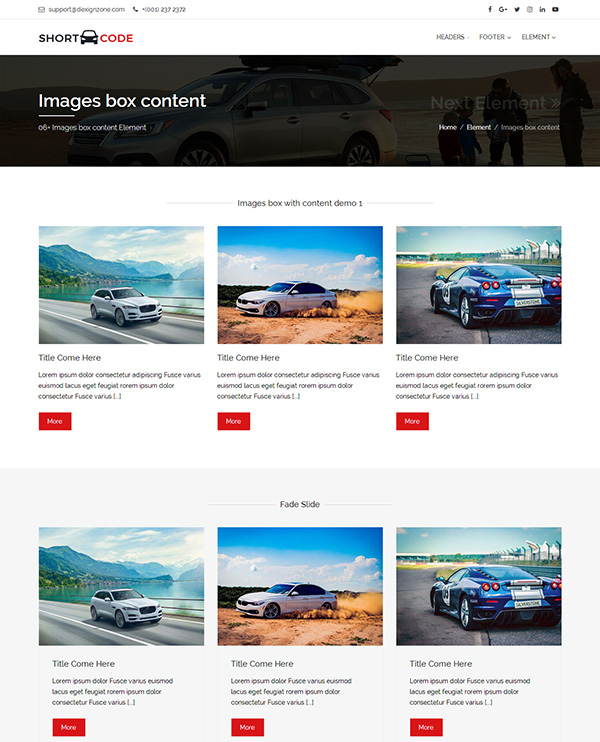 support@dexignzone.com +(001) 237 2372
SHORT CODE
HEADERS FOOTER ELEMENT
Images box content
Next Element »
06+ Images box content Element
Home / Element / Images box content
Images box with content demo 1
SILVERSTONE
Title Come Here
Lorem ipsum dolor consectetur adipiscing Fusce varius
euismod lacus eget feugiat rorem ipsum dolor
consectetur Fusce varius [...]
More
Title Come Here
Lorem ipsum dolor consectetur adipiscing Fusce varius
euismod lacus eget feugiat rorem ipsum dolor
consectetur Fusce varius [...]
More
Title Come Here
Lorem ipsum dolor consectetur adipiscing Fusce varius
euismod lacus eget feugiat rorem ipsum dolor
consectetur Fusce varius [...]
More
Fade Slide
SILVERSTONE
Title Come Here
Lorem ipsum dolor consectetur adipiscing Fusce varius euismod
lacus eget feugiat rorem ipsum dolor
consectetur Fusce varius [...]
More
Title Come Here
Lorem ipsum dolor consectetur adipiscing Fusce varius euismod
lacus eget feugiat rorem ipsum dolor
consectetur Fusce varius [...]
More
Title Come Here
Lorem ipsum dolor consectetur adipiscing Fusce varius euismod
lacus eget feugiat rorem ipsum dolor
consectetur Fusce varius [...]
More